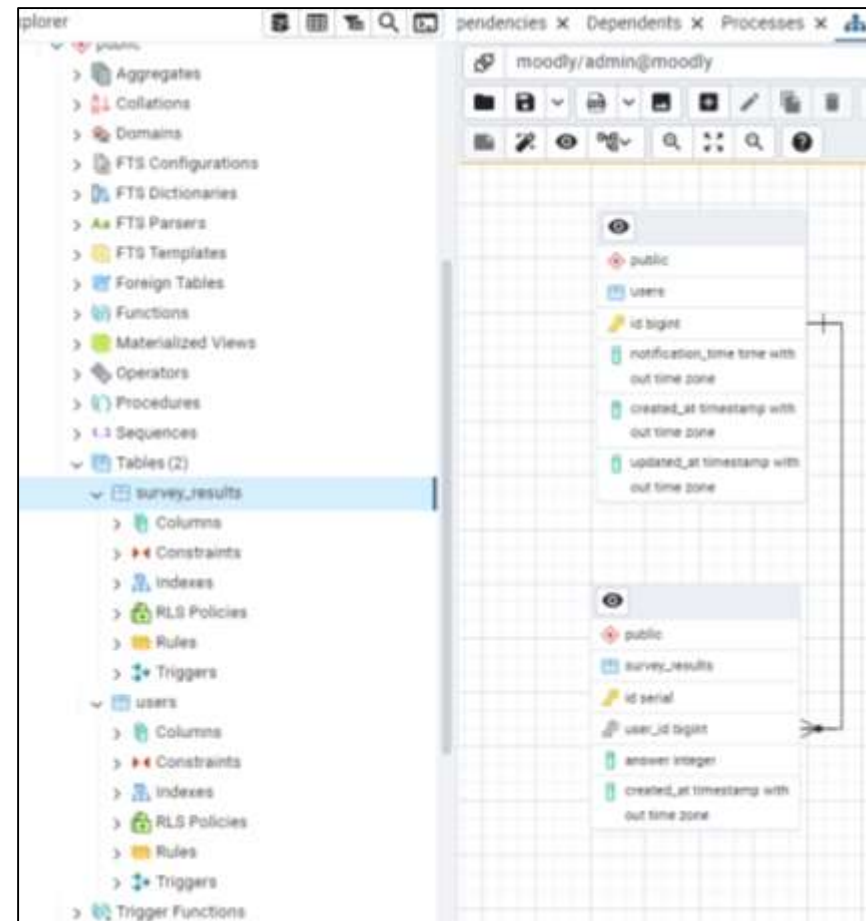 plorer
pendencies
Dependents
Processes
public
moodly/admin@moodly
Aggregates
Collations
Domains
FTS Configurations
FTS Dictionaries
FTS Parsers
FTS Templates
Foreign Tables
Functions
Materialized Views
Operators
Procedures
1..3 Sequences
Tables (2)
survey_results
Columns
Constraints
Indexes
RLS Policies
Rules
Triggers
users
Columns
Constraints
Indexes
RLS Policies
Rules
Triggers
Trigger Functions
public
users
id bigint
notification_time time with
out time zone
created_at timestamp with
out time zone
updated_at timestamp with
out time zone
public
survey_results
id serial
user_id bigint
answer integer
created_at timestamp with
out time zone